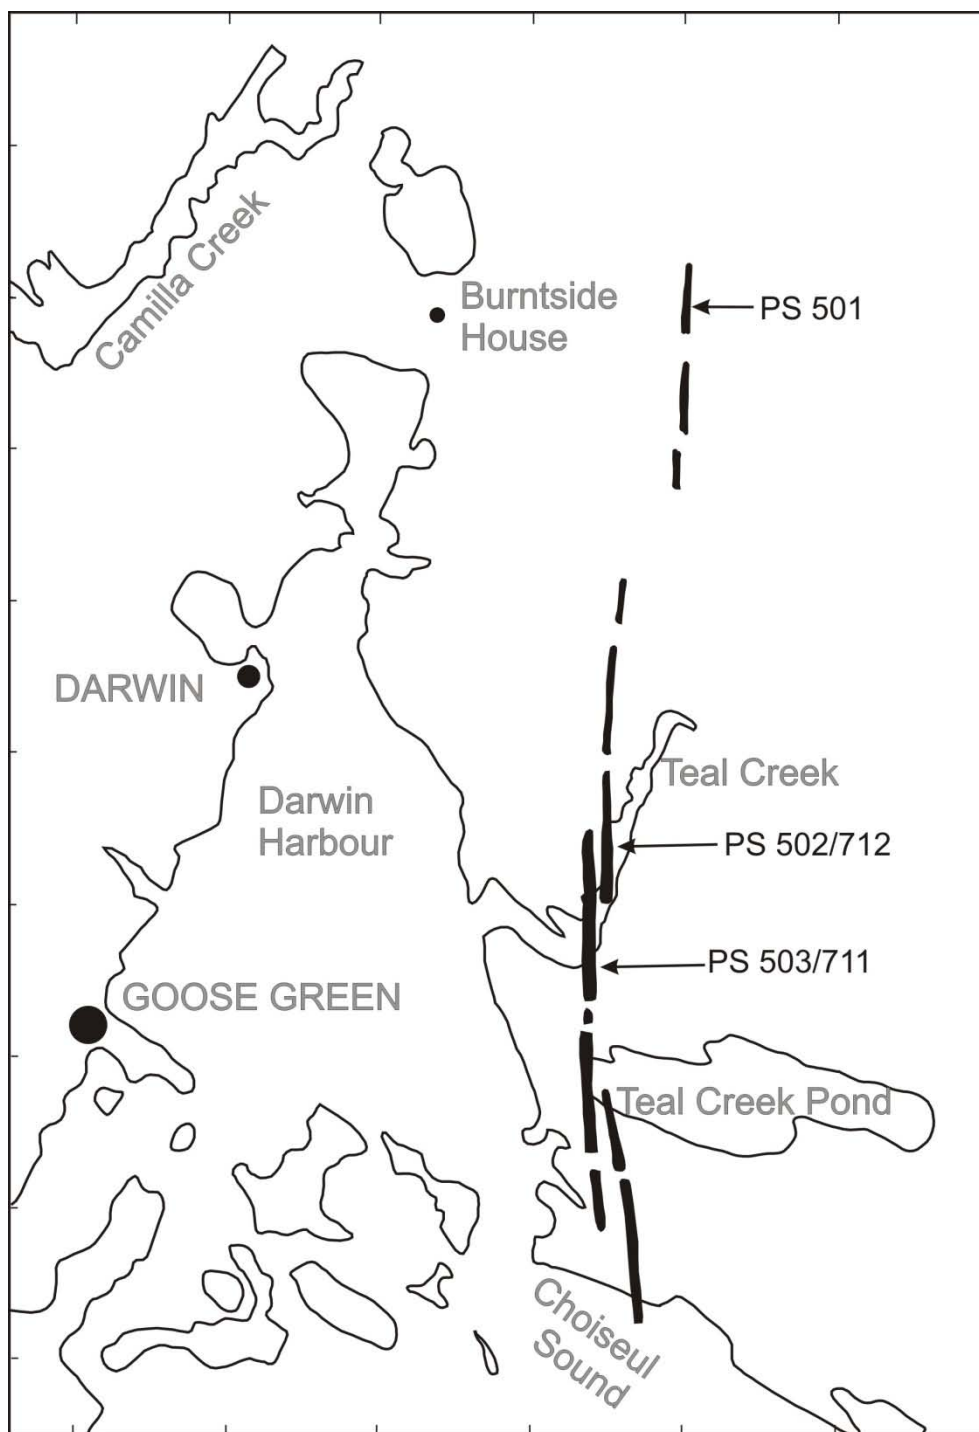 Camilla Creek
Burntside
House
PS 501
DARWIN
Teal Creek
Darwin
Harbour
PS 502/712
PS 503/711
GOOSE GREEN
Teal Creek Pond
Choiseul
Sound